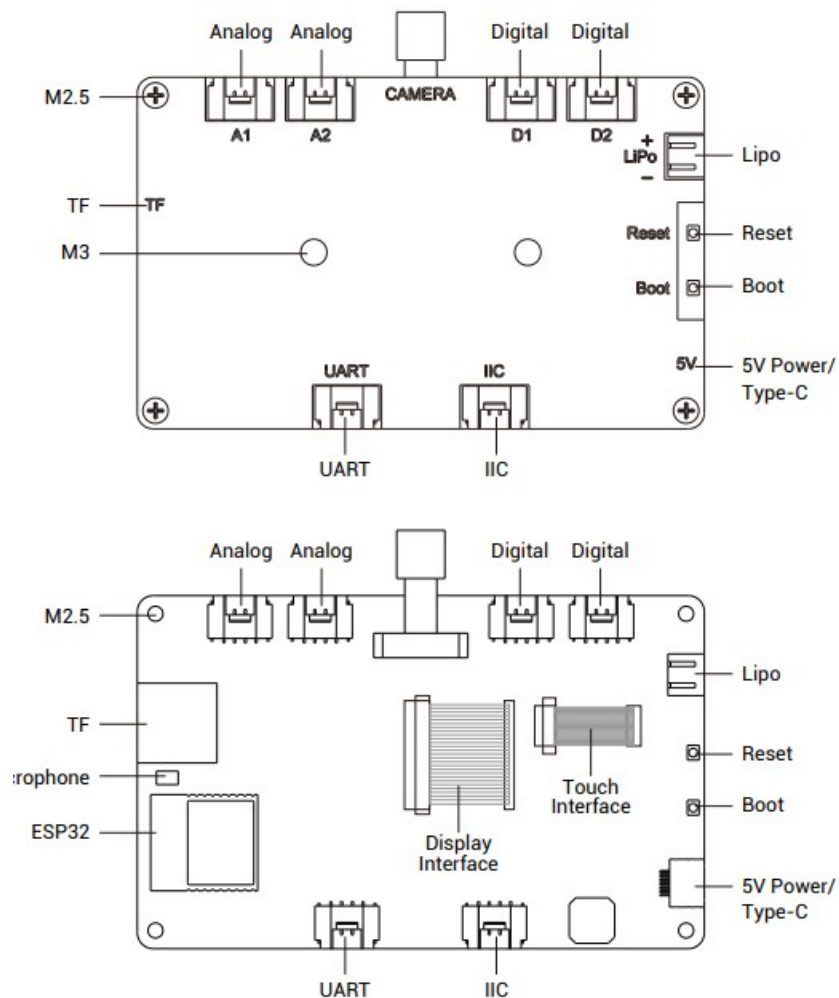 Analog Analog Digital Digital
M2.5 CAMERA
A1 A2 D1 D2
+
LiPo Lipo
−
TF TF
Reset Reset
M3
Boot Boot
UART IIC 5V 5V Power/
Type-C
UART IIC
Analog Analog Digital Digital
M2.5
Lipo
TF
Reset
rophone
Touch
Interface
Boot
ESP32
Display
Interface
5V Power/
Type-C
UART IIC